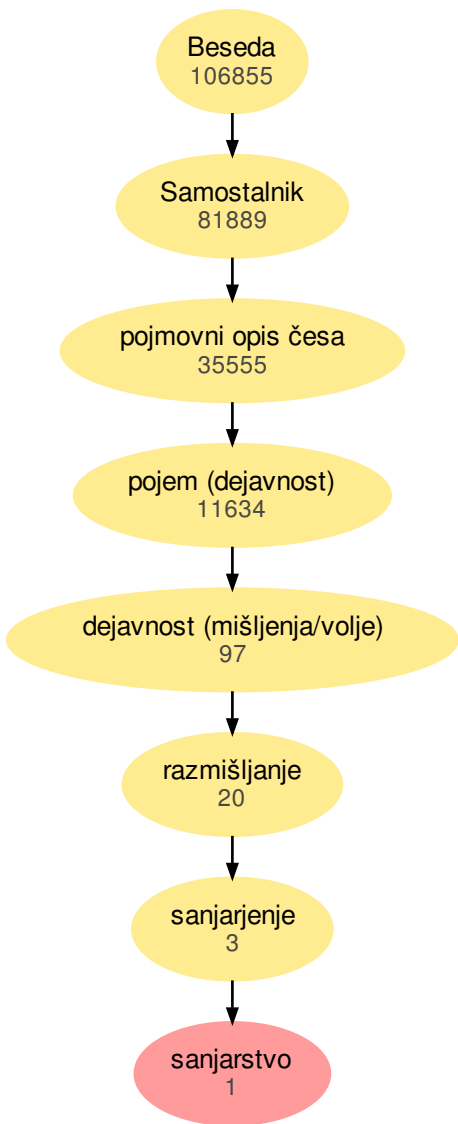 Beseda
106855
Samostalnik
81889
pojmovni opis česa
35555
pojem (dejavnost)
11634
dejavnost (mišljenja/volje)
97
razmišljanje
20
sanjarjenje
3
sanjarstvo
1